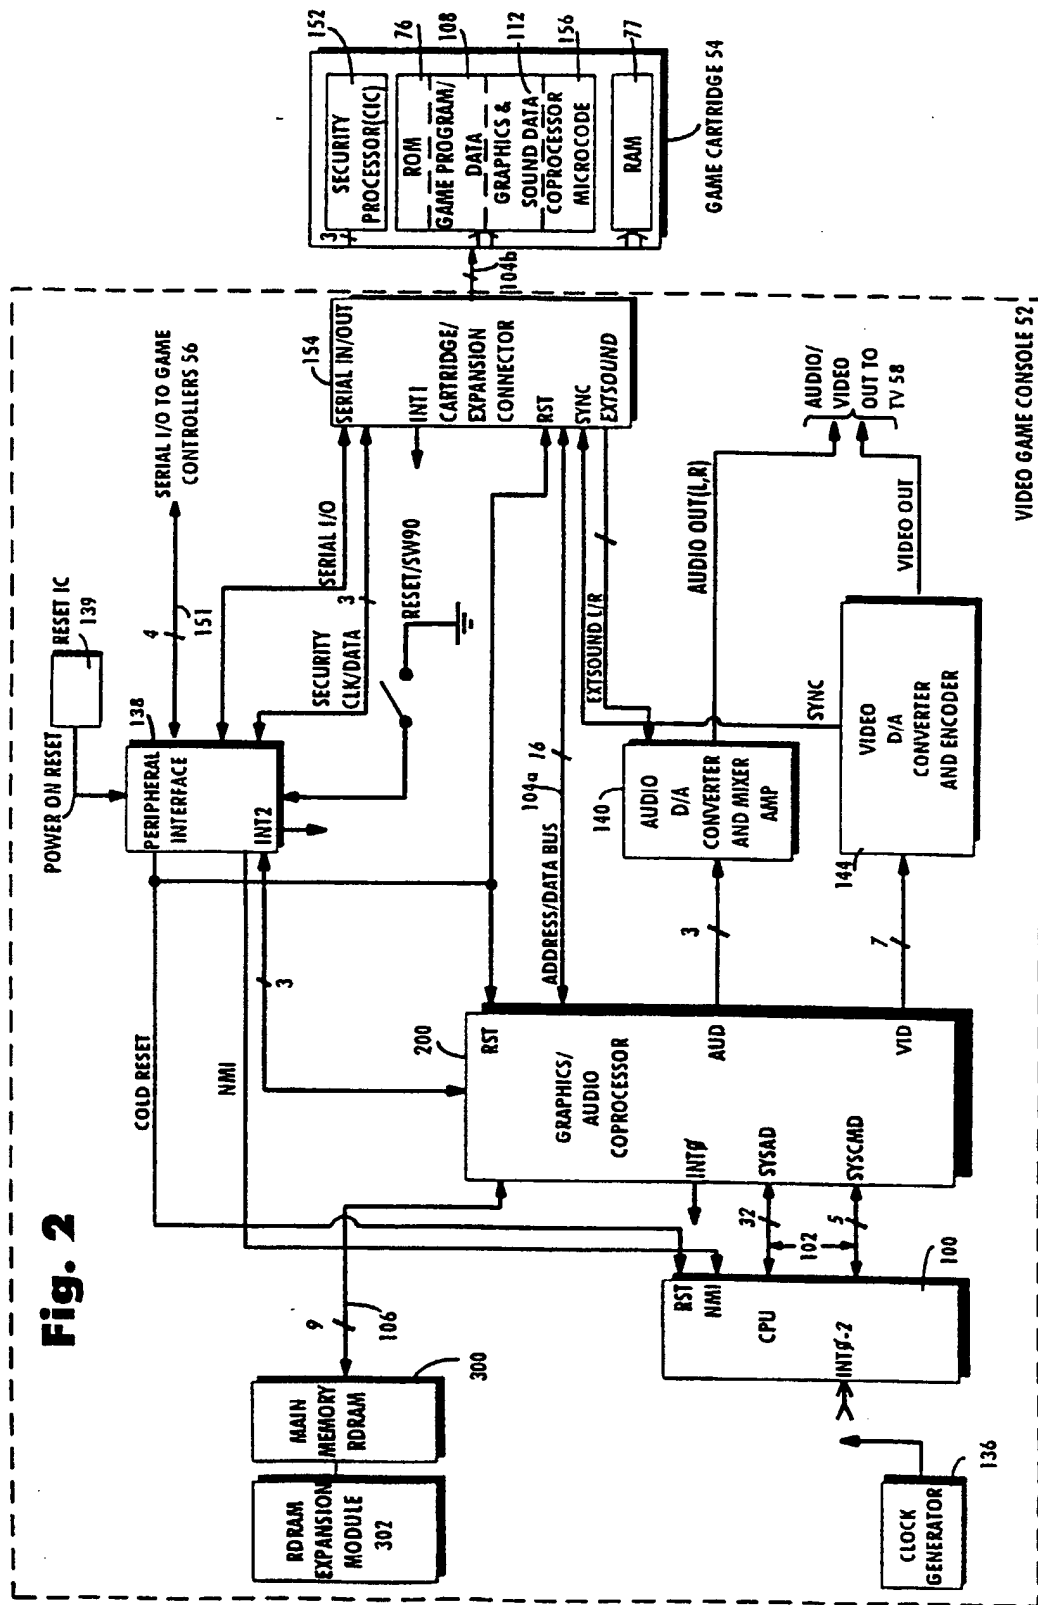 Fig. 2
VIDEO GAME CONSOLE 52
RDRAM
EXPANSION
MODULE
302
MAIN
MEMORY
RDRAM
300
9
106
COLD RESET
NMI
POWER ON RESET
RESET IC
139
138
PERIPHERAL
INTERFACE
INT2
3
4
151
SERIAL I/O TO GAME
CONTROLLERS 56
SERIAL I/O
SECURITY
CLK/DATA
3
RESET/SW90
154
SERIAL IN/OUT
INT1
CARTRIDGE/
EXPANSION
CONNECTOR
RST
SYNC
EXTSOUND
104b
3
SECURITY
PROCESSOR(CIC)
152
ROM
76
GAME PROGRAM/
DATA
108
GRAPHICS &
SOUND DATA
112
COPROCESSOR
MICROCODE
156
RAM
77
GAME CARTRIDGE 54
200
RST
GRAPHICS/
AUDIO
COPROCESSOR
INT0
SYSAD
SYSCMD
AUD
VID
ADDRESS/DATA BUS
104a
16
EXTSOUND L/R
140
AUDIO
D/A
CONVERTER
AND MIXER
AMP
3
AUDIO OUT(L,R)
AUDIO/
VIDEO
OUT TO
TV 58
7
144
VIDEO
D/A
CONVERTER
AND ENCODER
SYNC
VIDEO OUT
32
102
5
RST
NMI
CPU
INT0-2
100
CLOCK
GENERATOR
136